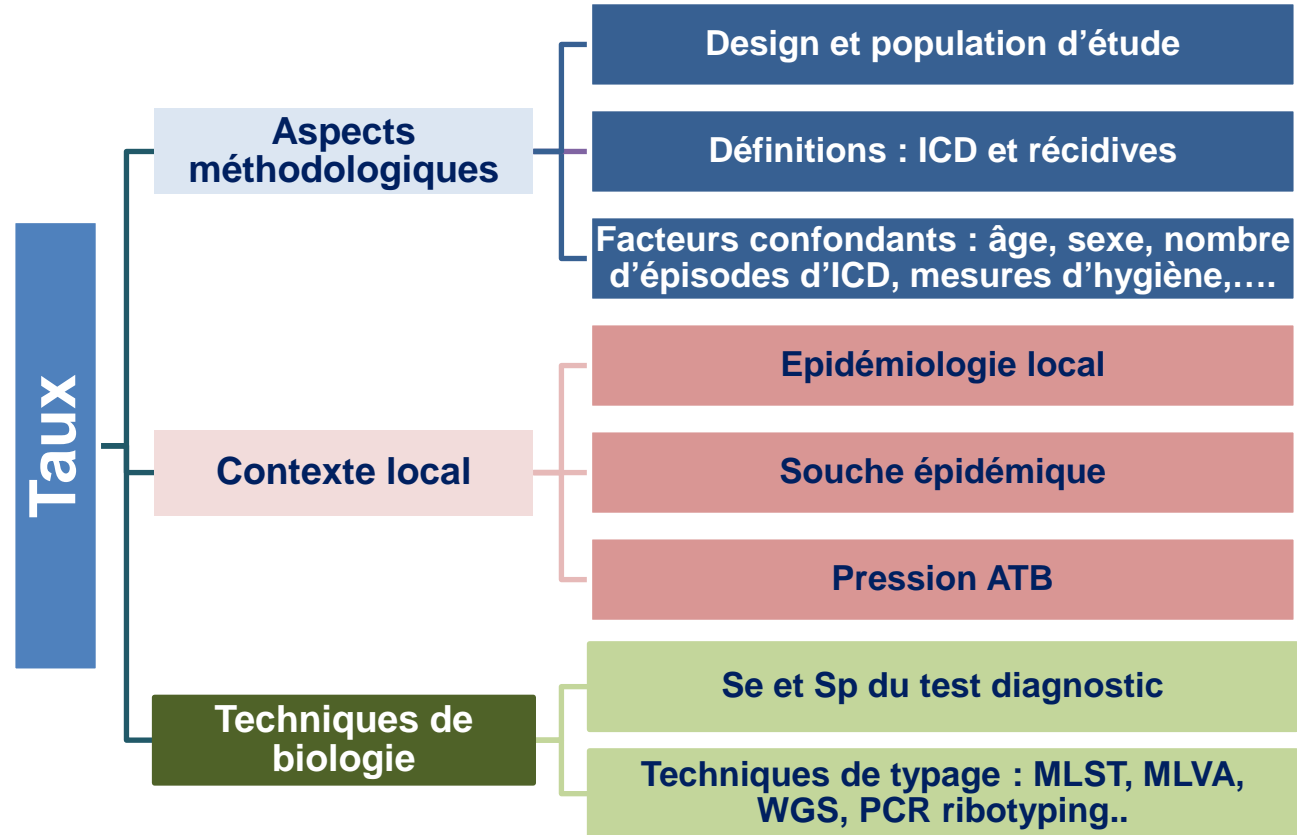 Taux
Aspects
méthodologiques
Design et population d’étude
Définitions : ICD et récidives
Facteurs confondants : âge, sexe, nombre
d’épisodes d’ICD, mesures d’hygiène,….
Contexte local
Epidémiologie local
Souche épidémique
Pression ATB
Techniques de
biologie
Se et Sp du test diagnostic
Techniques de typage : MLST, MLVA,
WGS, PCR ribotyping..